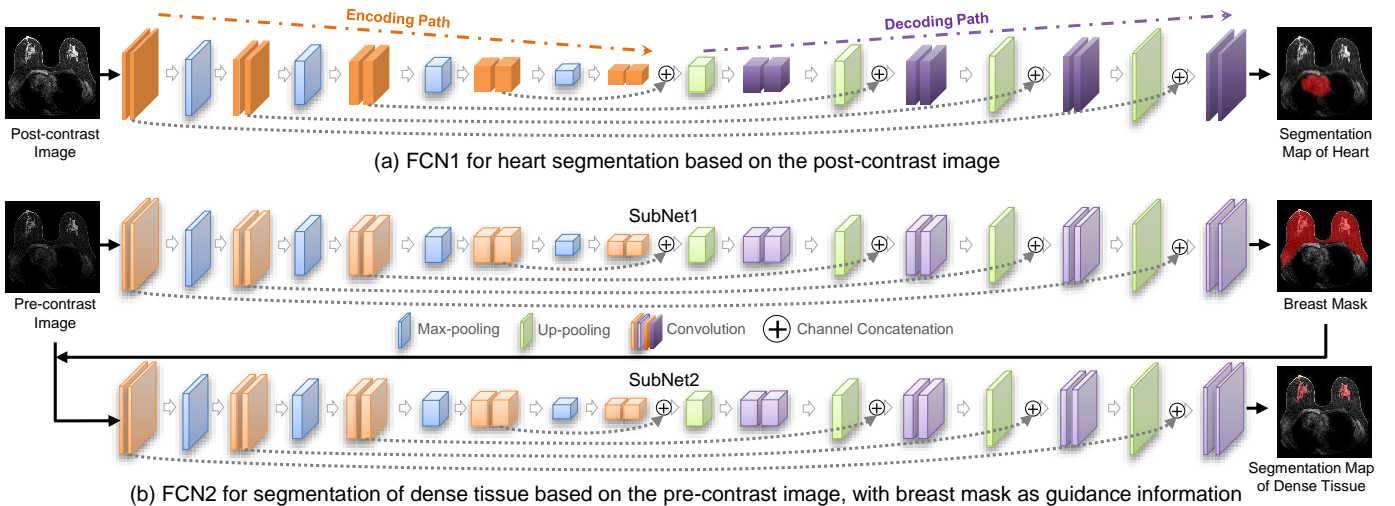 Encoding Path
Decoding Path
Post-contrast
Image
Segmentation
Map of Heart
(a) FCN1 for heart segmentation based on the post-contrast image
SubNet1
Pre-contrast
Image
Breast Mask
Max-pooling
Up-pooling
Convolution
Channel Concatenation
SubNet2
Segmentation Map
of Dense Tissue
(b) FCN2 for segmentation of dense tissue based on the pre-contrast image, with breast mask as guidance information